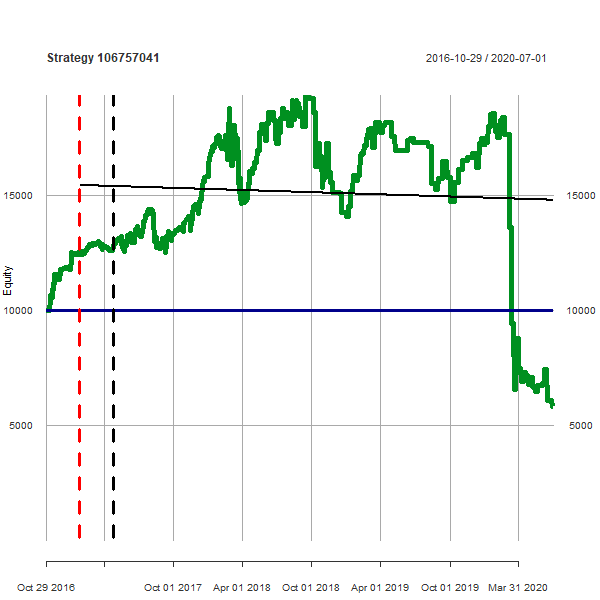 Strategy 106757041
2016-10-29 / 2020-07-01
15000
15000
Equity
10000
10000
5000
5000
Oct 29 2016
Oct 01 2017
Apr 01 2018
Oct 01 2018
Apr 01 2019
Oct 01 2019
Mar 31 2020